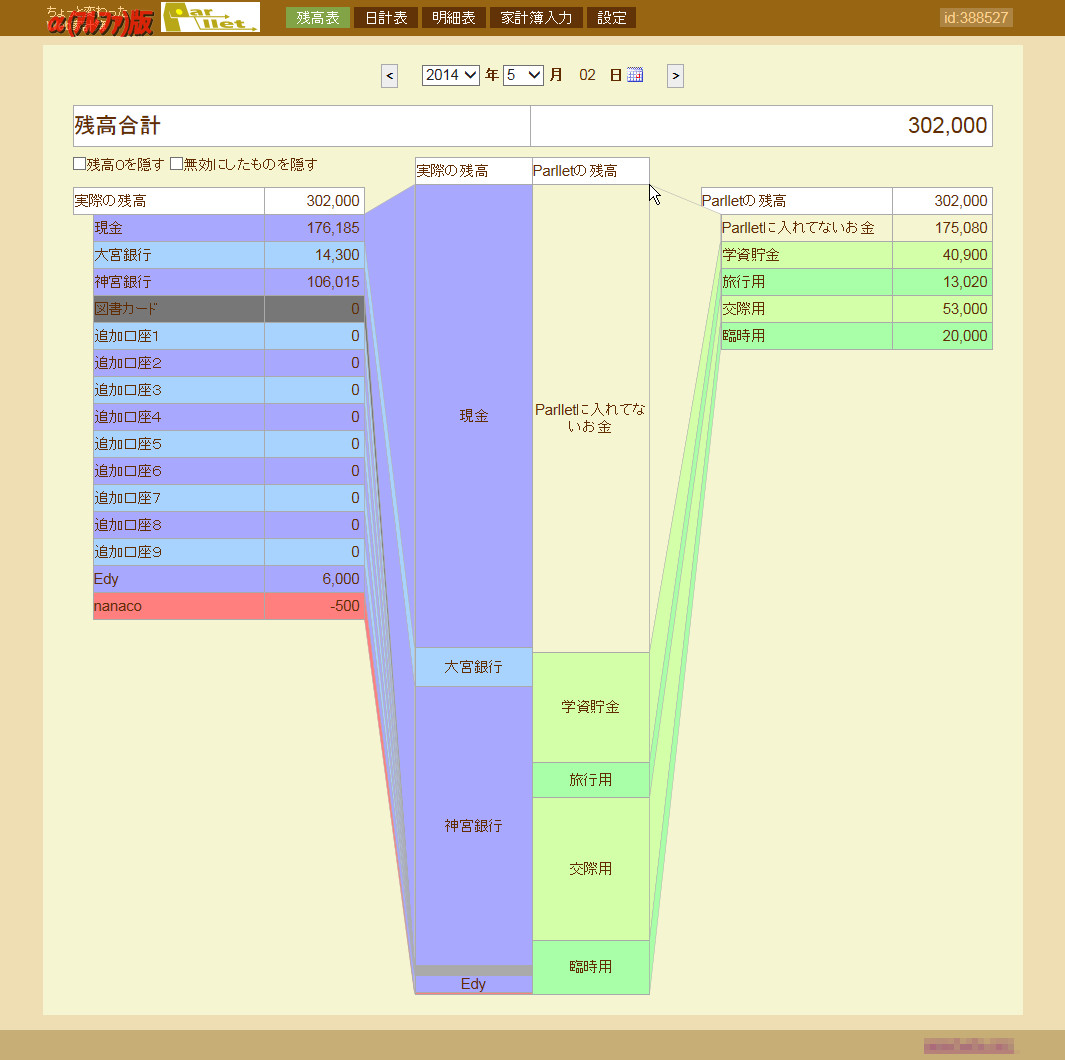 ちょっと変わった
α(アルファ)版
Parllet
残高表 日計表 明細表 家計簿入力 設定
id:388527
< 2014 年 5 月 02 日 >
残高合計 302,000
残高0を隠す 無効にしたものを隠す
実際の残高 302,000
現金 176,185
大宮銀行 14,300
神宮銀行 106,015
図書カード 0
追加口座1 0
追加口座2 0
追加口座3 0
追加口座4 0
追加口座5 0
追加口座6 0
追加口座7 0
追加口座8 0
追加口座9 0
Edy 6,000
nanaco -500
実際の残高 Parlletの残高
現金
大宮銀行
神宮銀行
Edy
Parlletに入れてな
いお金
学資貯金
旅行用
交際用
臨時用
Parlletの残高 302,000
Parlletに入れてないお金 175,080
学資貯金 40,900
旅行用 13,020
交際用 53,000
臨時用 20,000